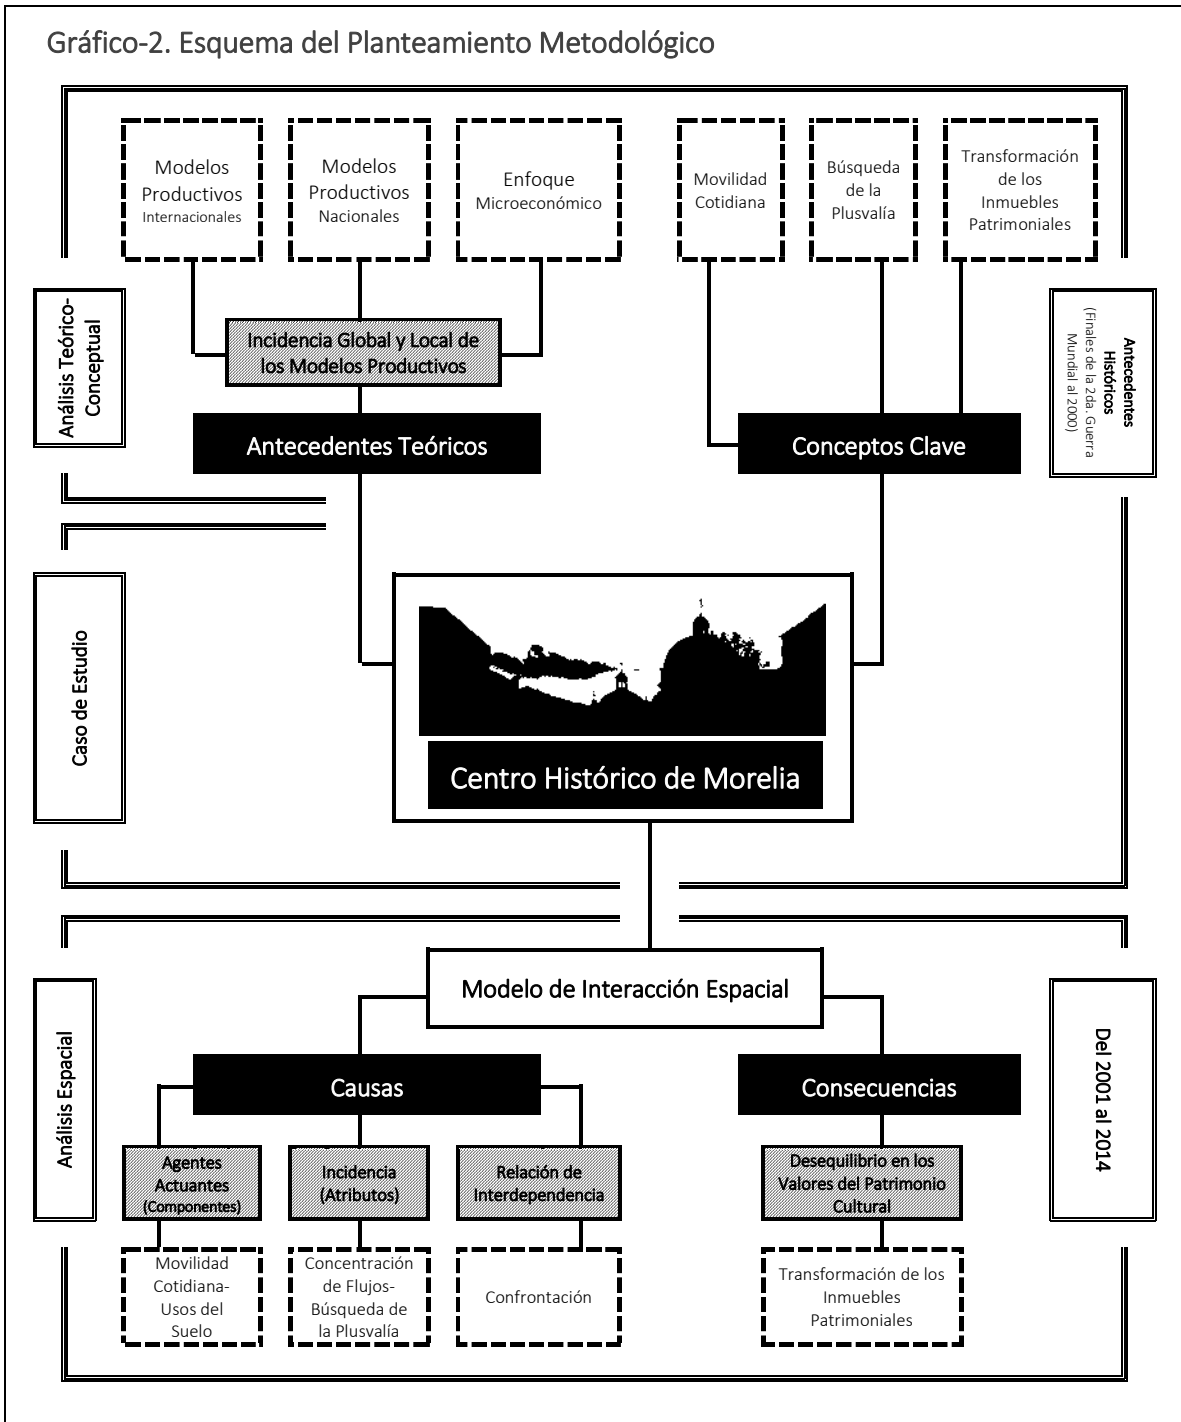 Gráfico-2. Esquema del Planteamiento Metodológico
Modelos
Productivos
Internacionales
Modelos
Productivos
Nacionales
Enfoque
Microeconómico
Movilidad
Cotidiana
Búsqueda
de la
Plusvalía
Transformación
de los
Inmuebles
Patrimoniales
Análisis Teórico-
Conceptual
Incidencia Global y Local de
los Modelos Productivos
Antecedentes
Históricos
(Finales de la 2da. Guerra
Mundial al 2000)
Antecedentes Teóricos
Conceptos Clave
Caso de Estudio
Centro Histórico de Morelia
Modelo de Interacción Espacial
Análisis Espacial
Del 2001 al 2014
Causas
Consecuencias
Agentes
Actuantes
(Componentes)
Incidencia
(Atributos)
Relación de
Interdependencia
Desequilibrio en los
Valores del Patrimonio
Cultural
Movilidad
Cotidiana-
Usos del
Suelo
Concentración
de Flujos-
Búsqueda de
la Plusvalía
Confrontación
Transformación de los
Inmuebles
Patrimoniales